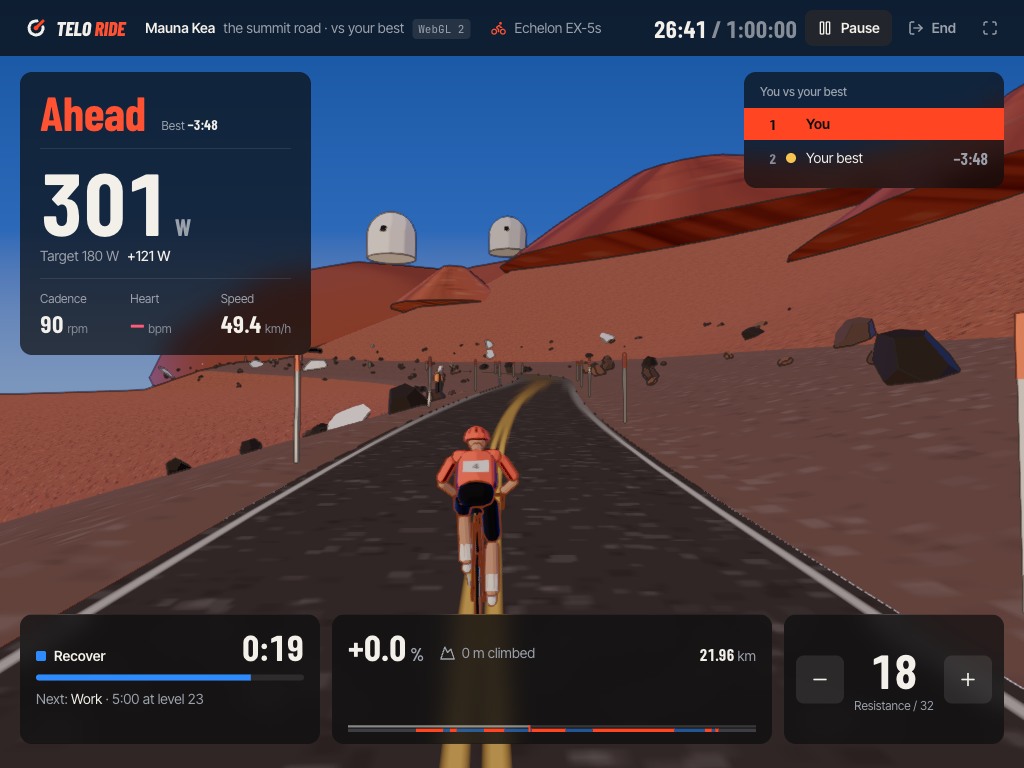 TELO RIDE
Mauna Kea the summit road · vs your best WebGL 2 Echelon EX-5s 26:41 / 1:00:00 Pause End
Ahead Best −3:48
301 W
Target 180 W +121 W
Cadence Heart Speed
90 rpm – bpm 49.4 km/h
You vs your best
1 You
2 Your best −3:48
4
Recover 0:19
Next: Work · 5:00 at level 23
+0.0 % 0 m climbed 21.96 km
− 18 +
Resistance / 32